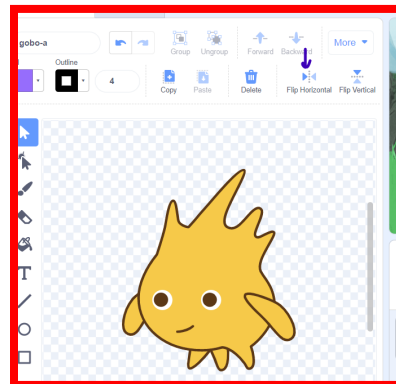 gobo-a
Group Ungroup Forward Backward More
Outline
4
Copy Paste Delete Flip Horizontal Flip Vertical
T